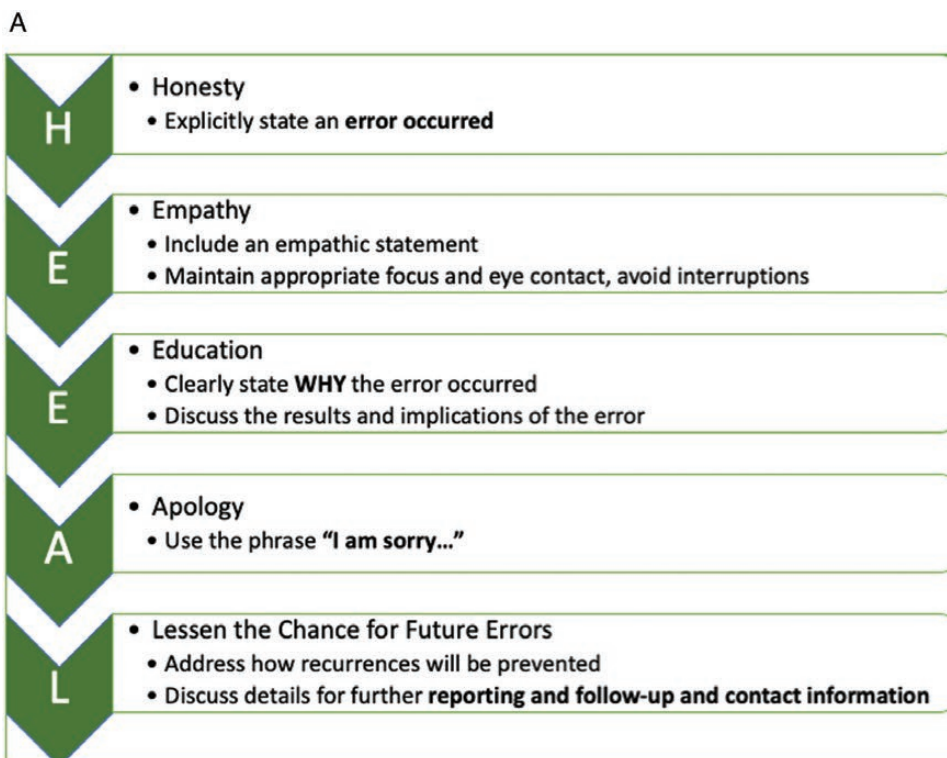 A
H
• Honesty
• Explicitly state an error occurred
E
• Empathy
• Include an empathic statement
• Maintain appropriate focus and eye contact, avoid interruptions
E
• Education
• Clearly state WHY the error occurred
• Discuss the results and implications of the error
A
• Apology
• Use the phrase “I am sorry…”
L
• Lessen the Chance for Future Errors
• Address how recurrences will be prevented
• Discuss details for further reporting and follow-up and contact information